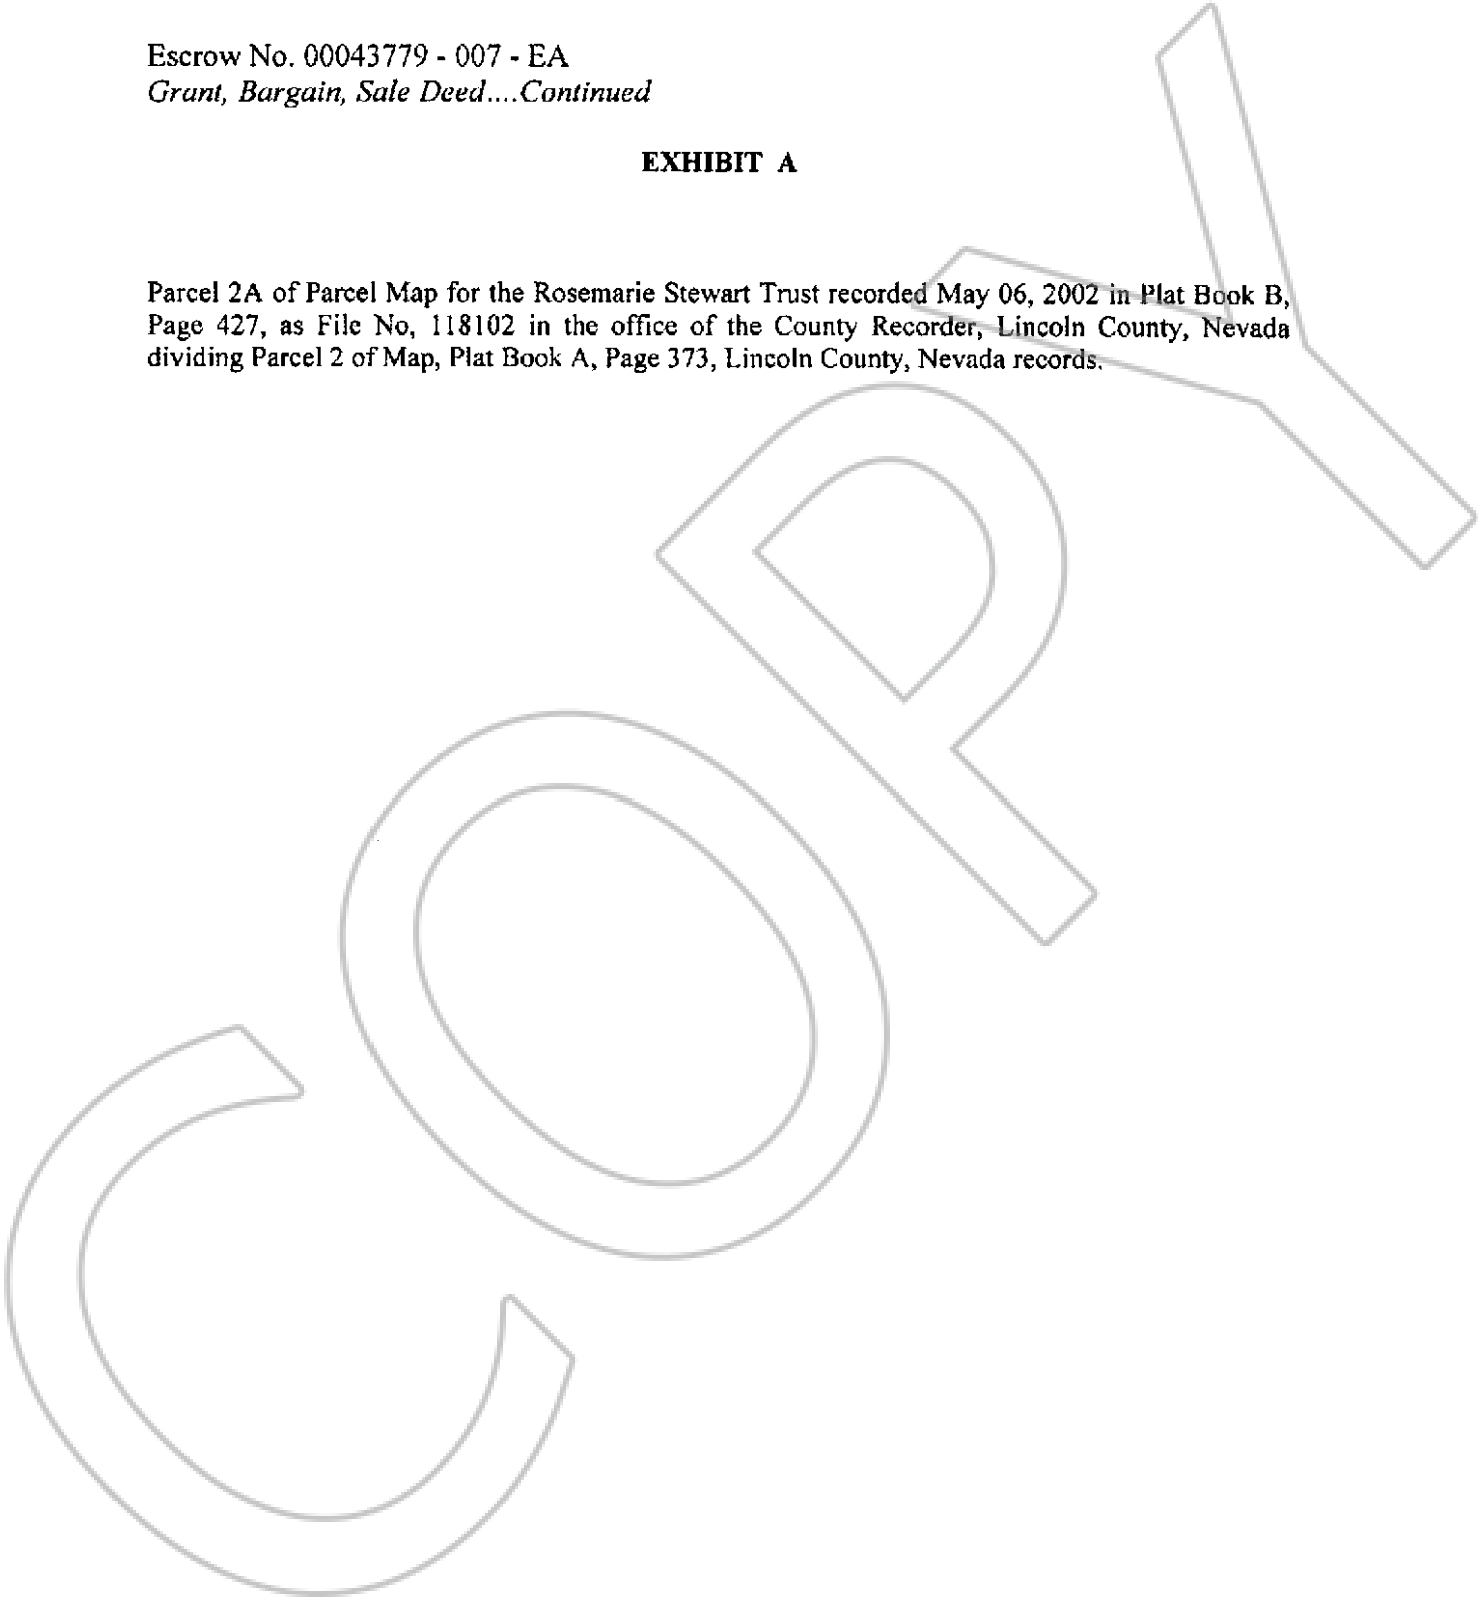 Escrow No. 00043779 - 007 - EA
Grant, Bargain, Sale Deed....Continued
EXHIBIT A
Parcel 2A of Parcel Map for the Rosemarie Stewart Trust recorded May 06, 2002 in Plat Book B,
Page 427, as File No, 118102 in the office of the County Recorder, Lincoln County, Nevada
dividing Parcel 2 of Map, Plat Book A, Page 373, Lincoln County, Nevada records.
COPY